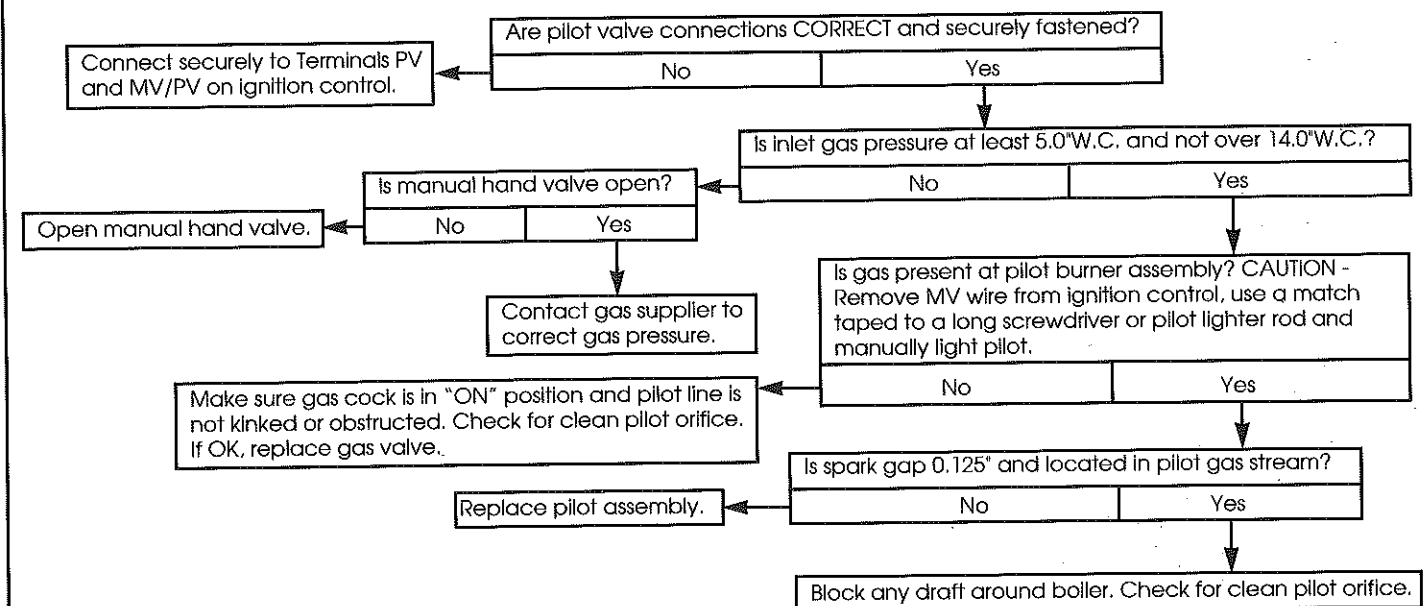 Are pilot valve connections CORRECT and securely fastened?
No Yes
Connect securely to Terminals PV
and MV/PV on ignition control.
Is inlet gas pressure at least 5.0"W.C. and not over 14.0"W.C.?
No Yes
Is manual hand valve open?
No Yes
Open manual hand valve.
Contact gas supplier to
correct gas pressure.
Is gas present at pilot burner assembly? CAUTION -
Remove MV wire from ignition control, use a match
taped to a long screwdriver or pilot lighter rod and
manually light pilot.
No Yes
Make sure gas cock is in "ON" position and pilot line is
not kinked or obstructed. Check for clean pilot orifice.
If OK, replace gas valve.
Is spark gap 0.125" and located in pilot gas stream?
No Yes
Replace pilot assembly.
Block any draft around boiler. Check for clean pilot orifice.